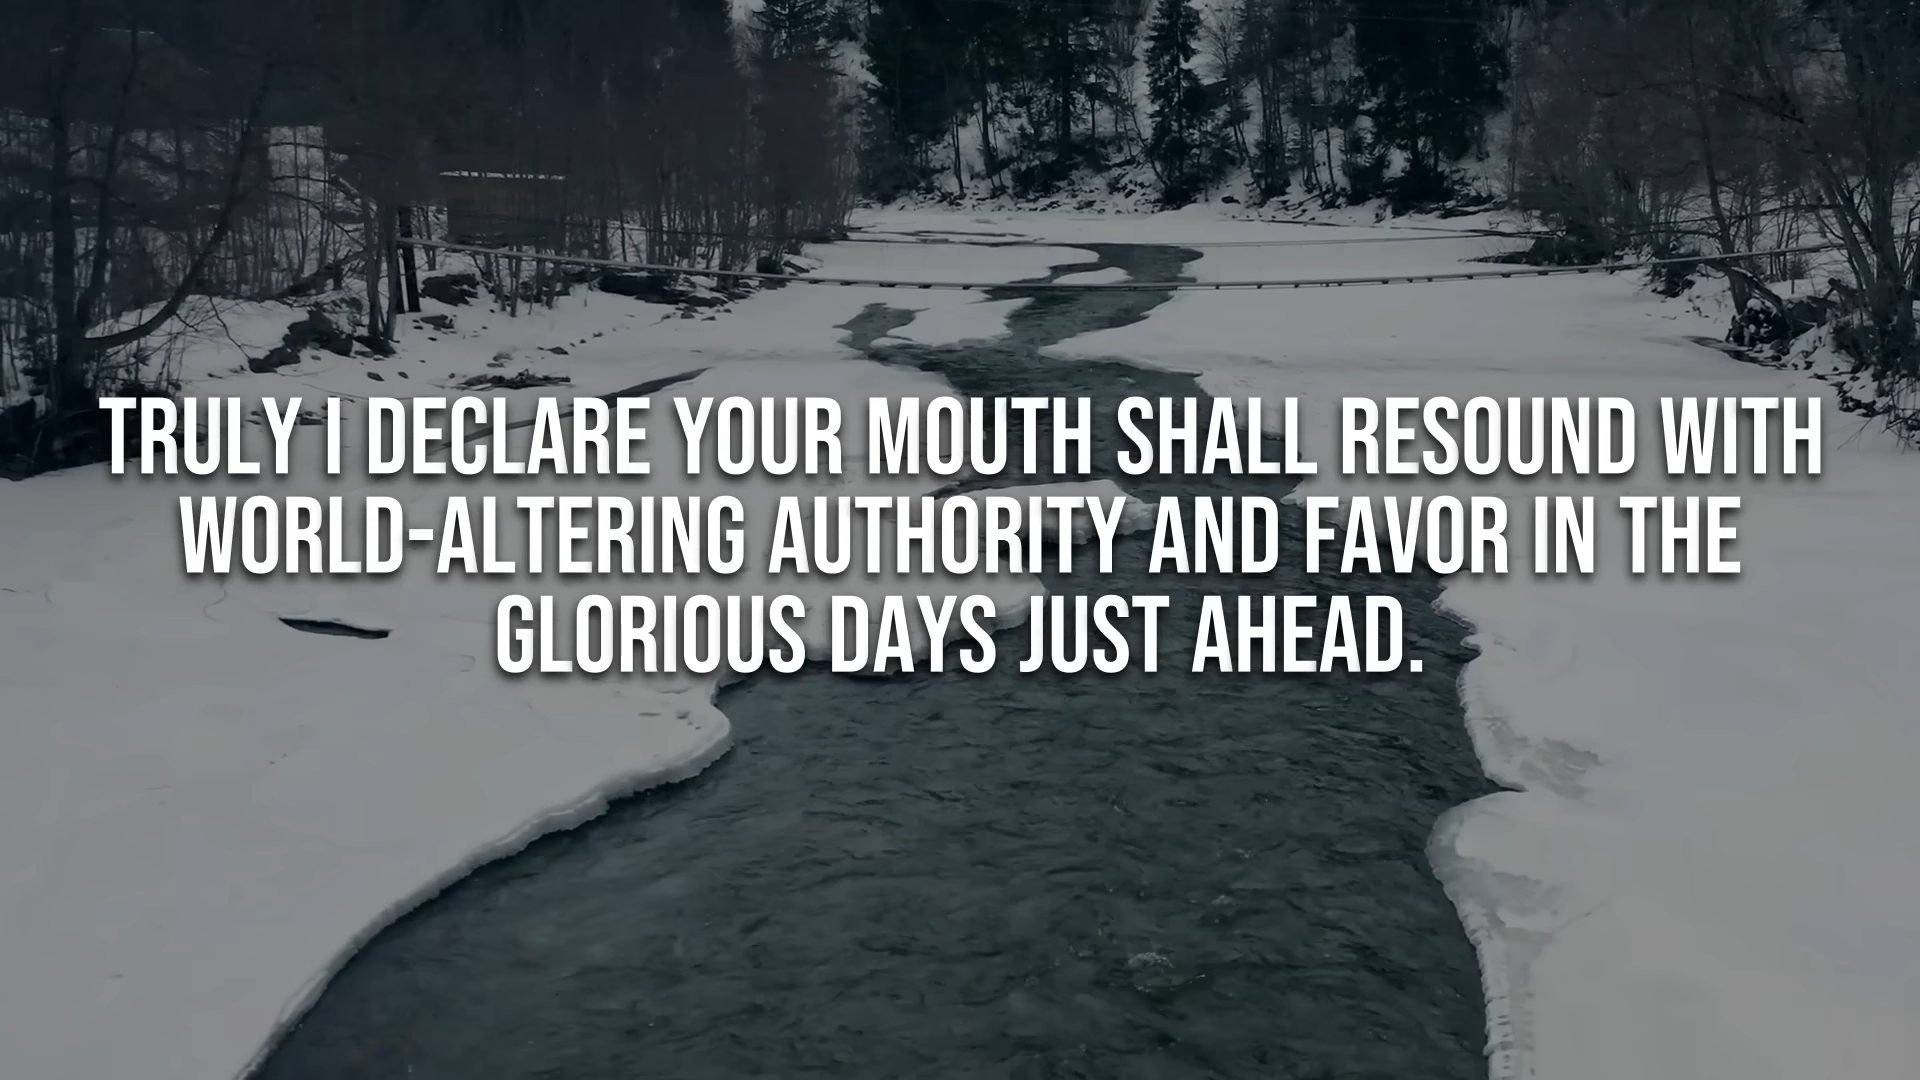 TRULY I DECLARE YOUR MOUTH SHALL RESOUND WITH
WORLD-ALTERING AUTHORITY AND FAVOR IN THE
GLORIOUS DAYS JUST AHEAD.